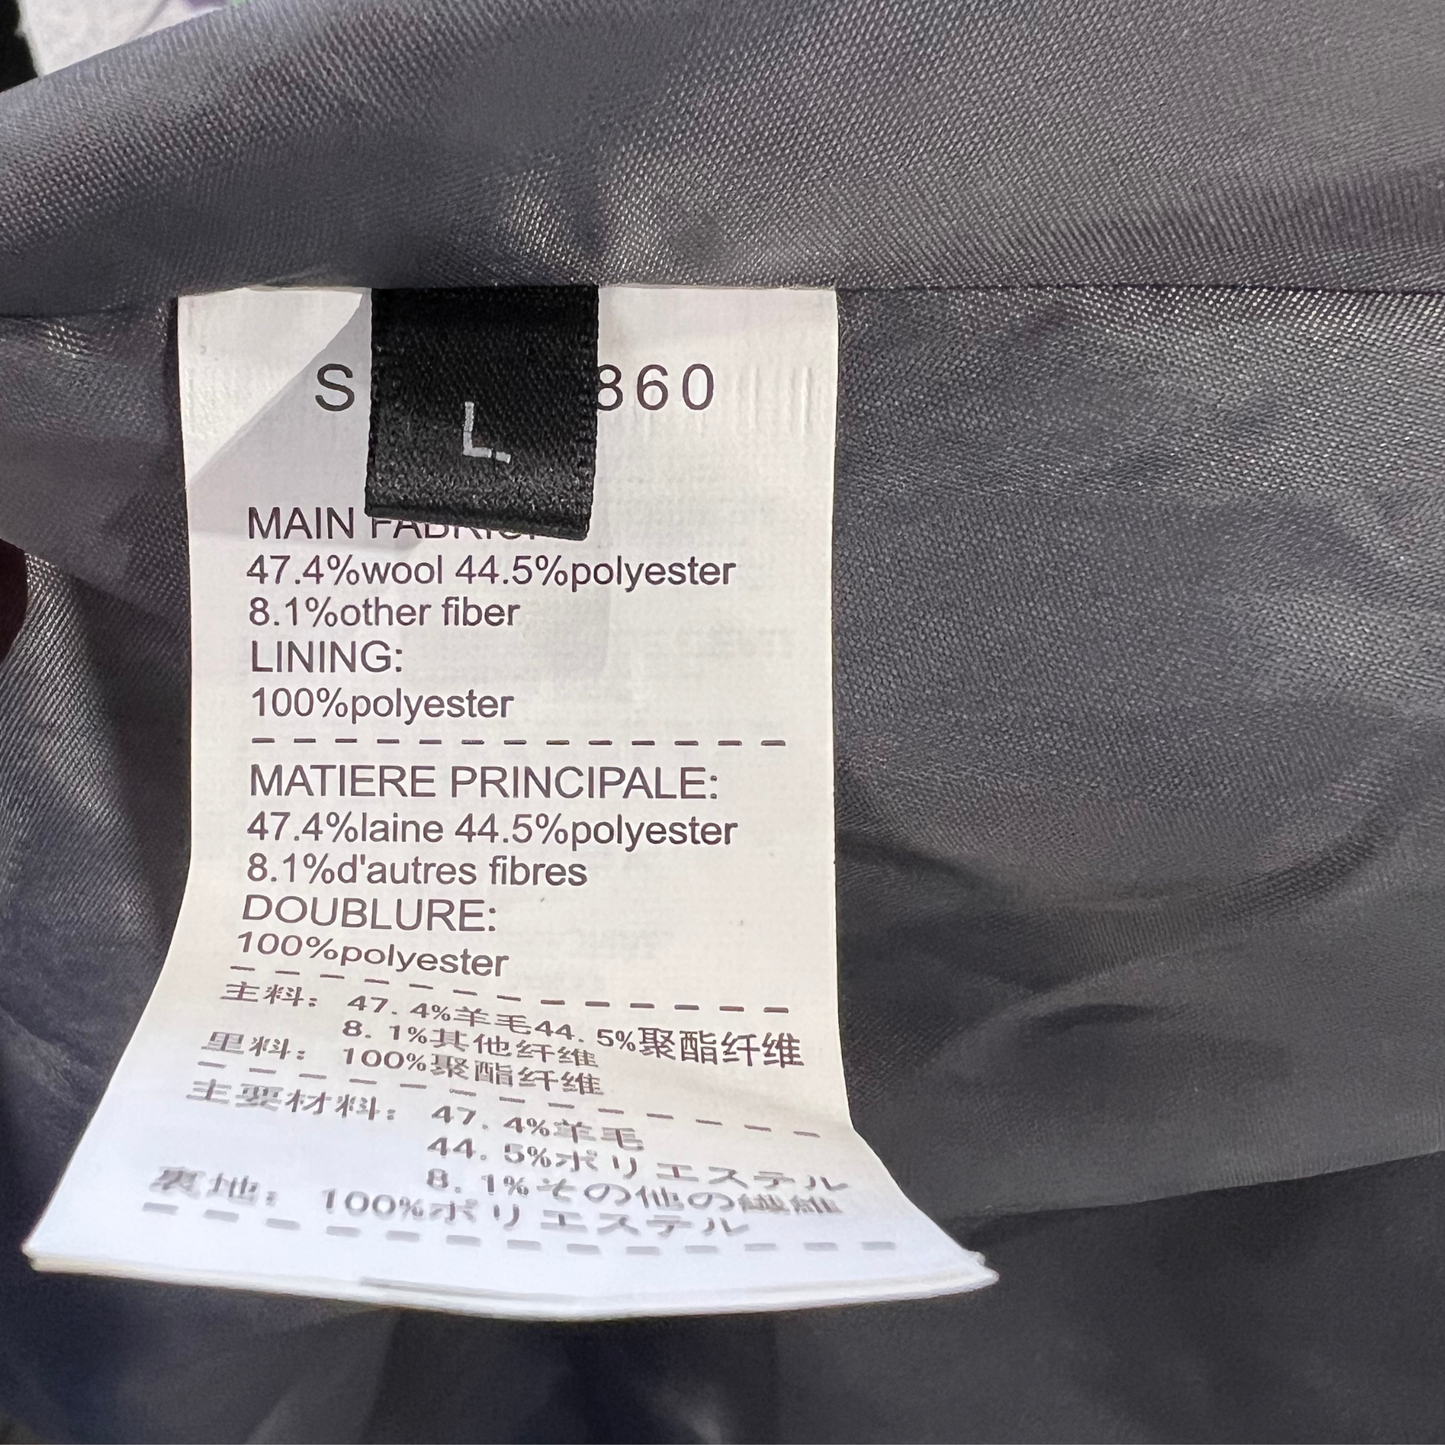 S 860
L.
MAIN FABRIC:
47.4%wool 44.5%polyester
8.1%other fiber
LINING:
100%polyester
MATIERE PRINCIPALE:
47.4%laine 44.5%polyester
8.1%d'autres fibres
DOUBLURE:
100%polyester
主料: 47.4%羊毛44.5%聚酯纤维
8.1%其他纤维
里料: 100%聚酯纤维
主要材料: 47.4%羊毛
44.5%ポリエステル
8.1%その他の繊維
裏地: 100%ポリエステル